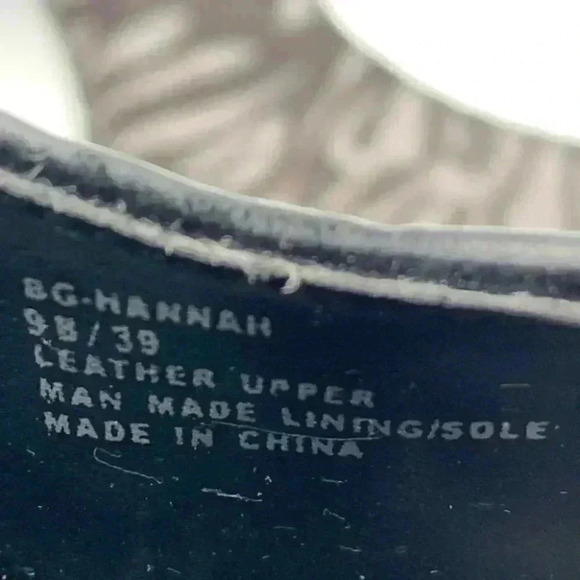 BG-HANNAH
9B/39
LEATHER UPPER
MAN MADE LINING/SOLE
MADE IN CHINA